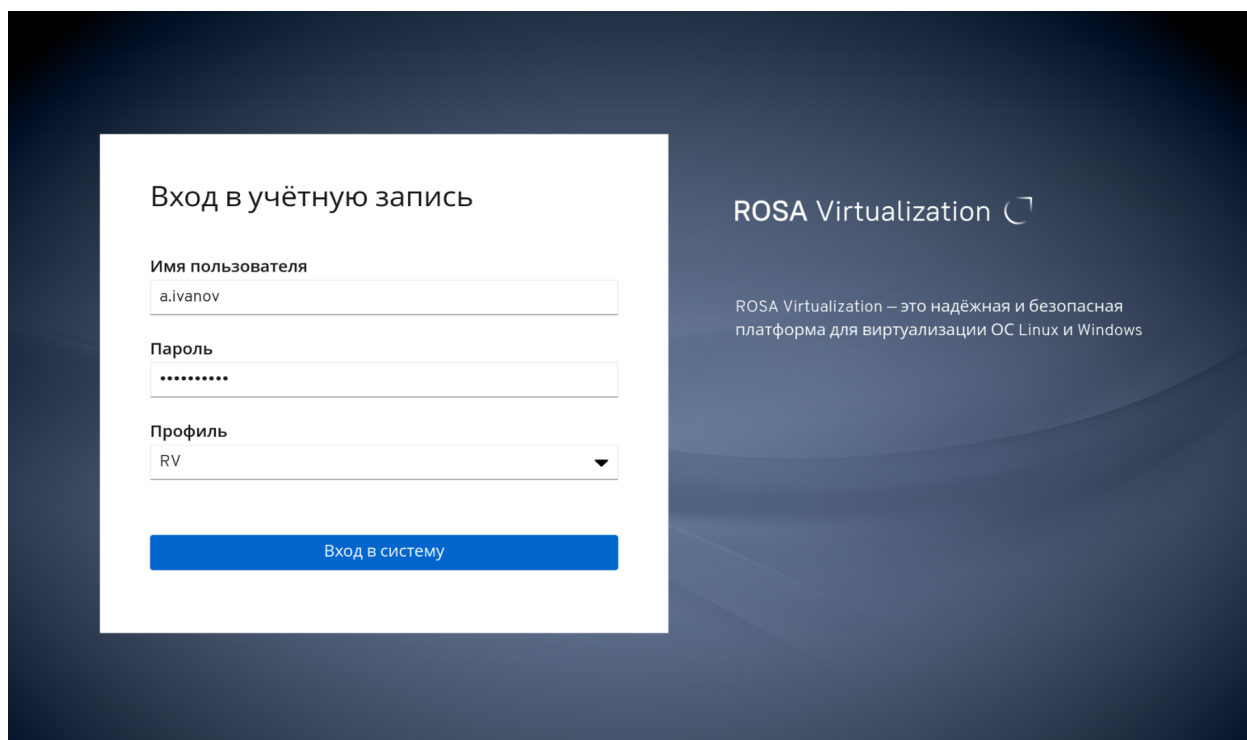 Вход в учётную запись
Имя пользователя
a.ivanov
Пароль
••••••••••
Профиль
RV
Вход в систему
ROSA Virtualization
ROSA Virtualization – это надёжная и безопасная
платформа для виртуализации ОС Linux и Windows